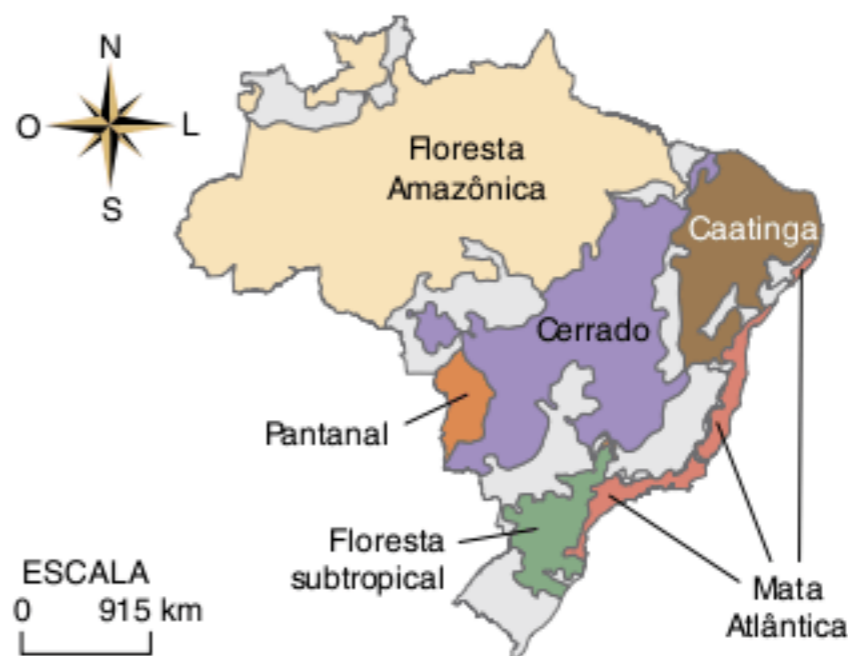 N
O
L
S
Floresta
Amazônica
Caatinga
Cerrado
Pantanal
Floresta
subtropical
Mata
Atlântica
ESCALA
0 915 km